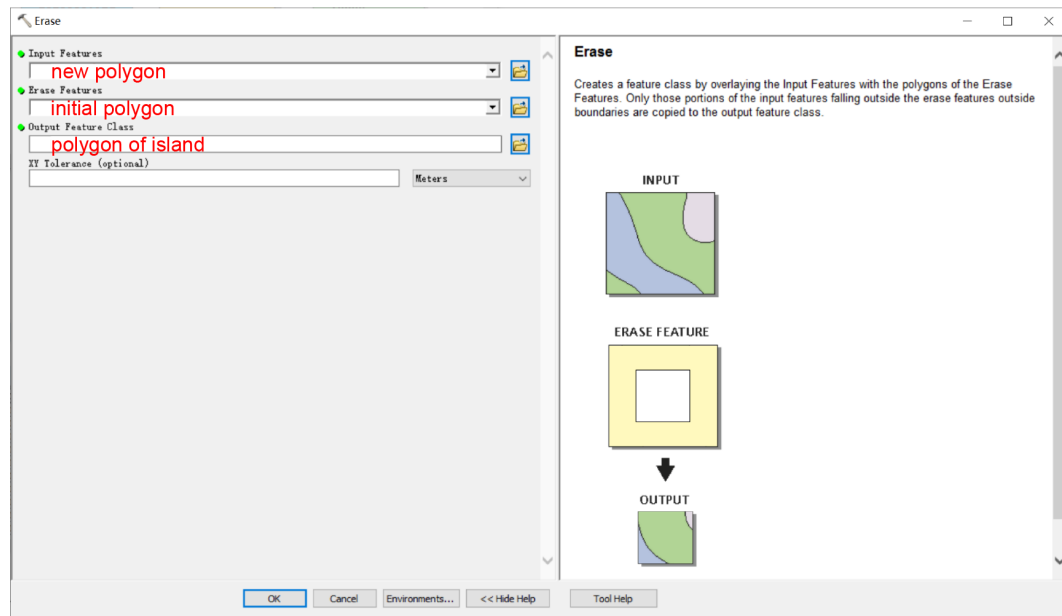 Erase
Input Features
new polygon
Erase Features
initial polygon
Output Feature Class
polygon of island
XY Tolerance (optional)
Meters
OK
Cancel
Environments...
<< Hide Help
Tool Help
Erase
Creates a feature class by overlaying the Input Features with the polygons of the Erase
Features. Only those portions of the input features falling outside the erase features outside
boundaries are copied to the output feature class.
INPUT
ERASE FEATURE
OUTPUT